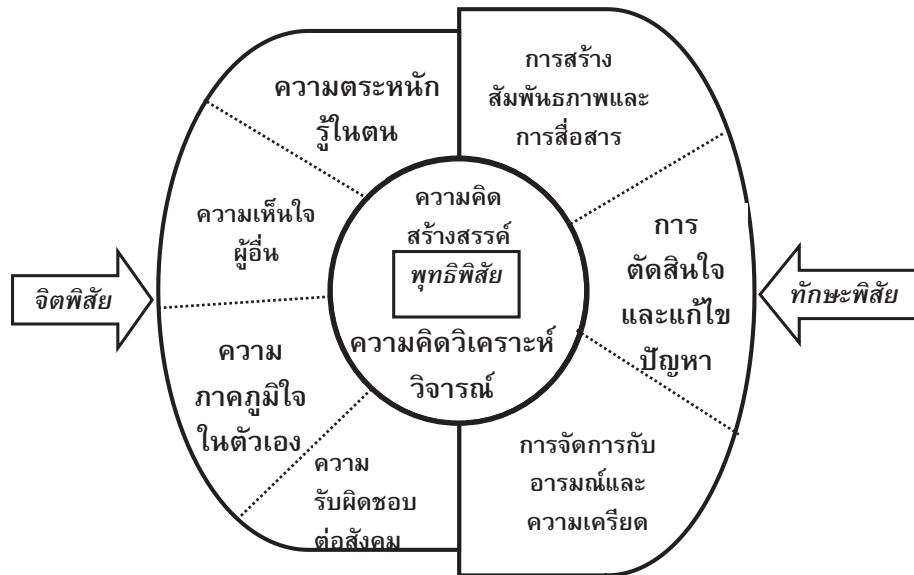 ความตระหนัก
รู้ในตน
การสร้าง
สัมพันธภาพและ
การสื่อสาร
ความเห็นใจ
ผู้อื่น
ความคิด
สร้างสรรค์
พุทธิพิสัย
ความคิดวิเคราะห์
วิจารณ์
การ
ตัดสินใจ
และแก้ไข
ปัญหา
จิตพิสัย
ทักษะพิสัย
ความ
ภาคภูมิใจ
ในตัวเอง
ความ
รับผิดชอบ
ต่อสังคม
การจัดการกับ
อารมณ์และ
ความเครียด